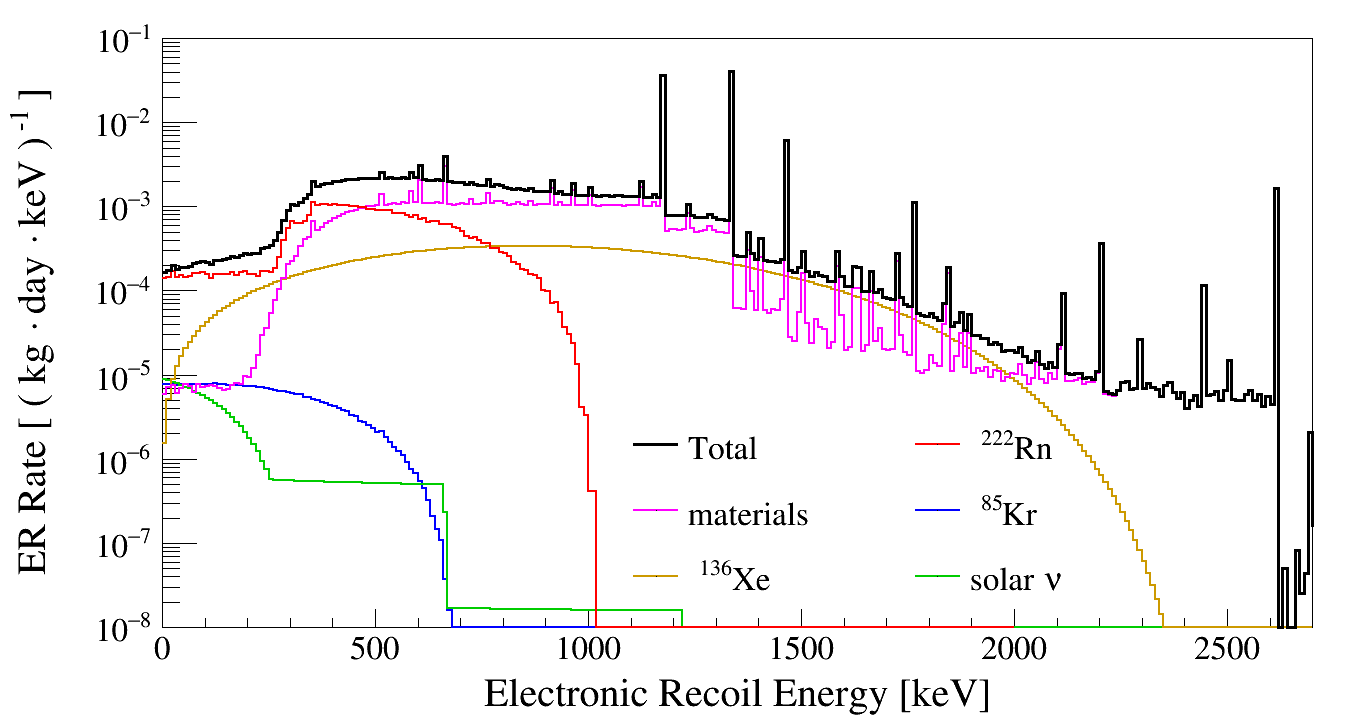 ER Rate [ ( kg · day · keV )⁻¹ ]
10⁻¹
10⁻²
10⁻³
10⁻⁴
10⁻⁵
10⁻⁶
10⁻⁷
10⁻⁸
Total
²²²Rn
materials
⁸⁵Kr
¹³⁶Xe
solar ν
0 500 1000 1500 2000 2500
Electronic Recoil Energy [keV]